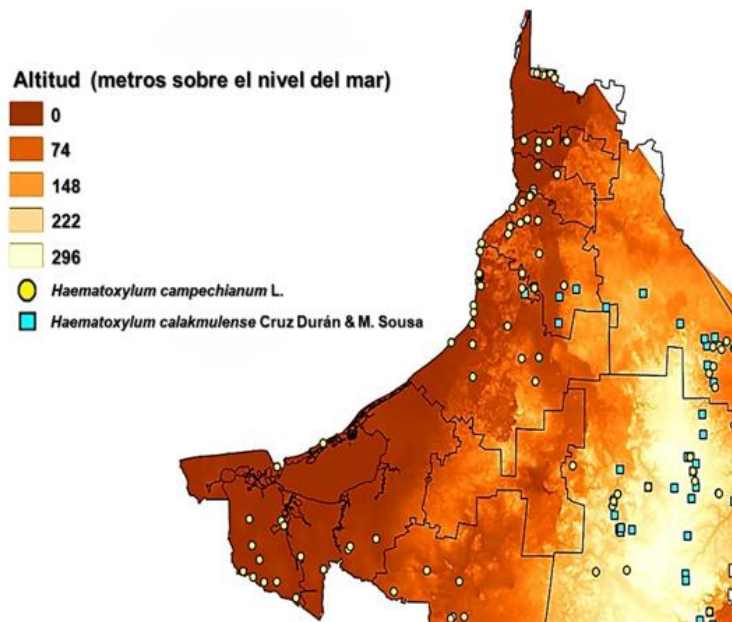 Altitud (metros sobre el nivel del mar)
0
74
148
222
296
Haematoxylum campechianum L.
Haematoxylum calakmulense Cruz Durán & M. Sousa